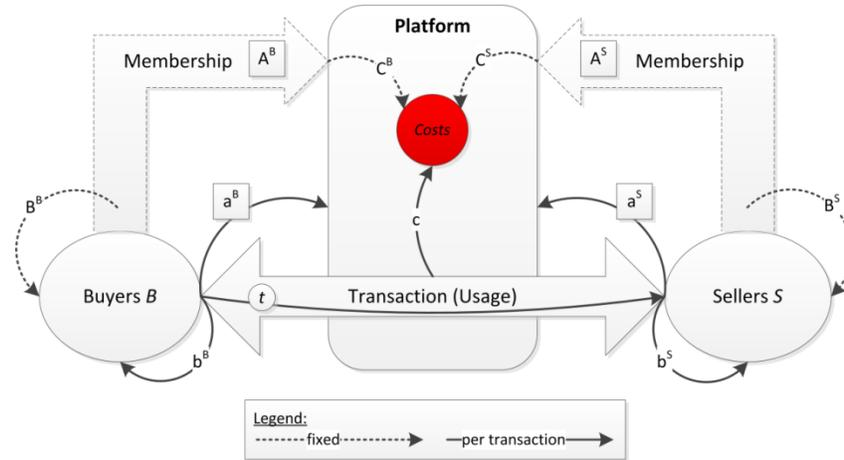 Platform
Membership A^B
C^B
C^S
A^S Membership
Costs
B^B
a^B
c
a^S
B^S
Buyers B
t
Transaction (Usage)
Sellers S
b^B
b^S
Legend:
fixed
per transaction